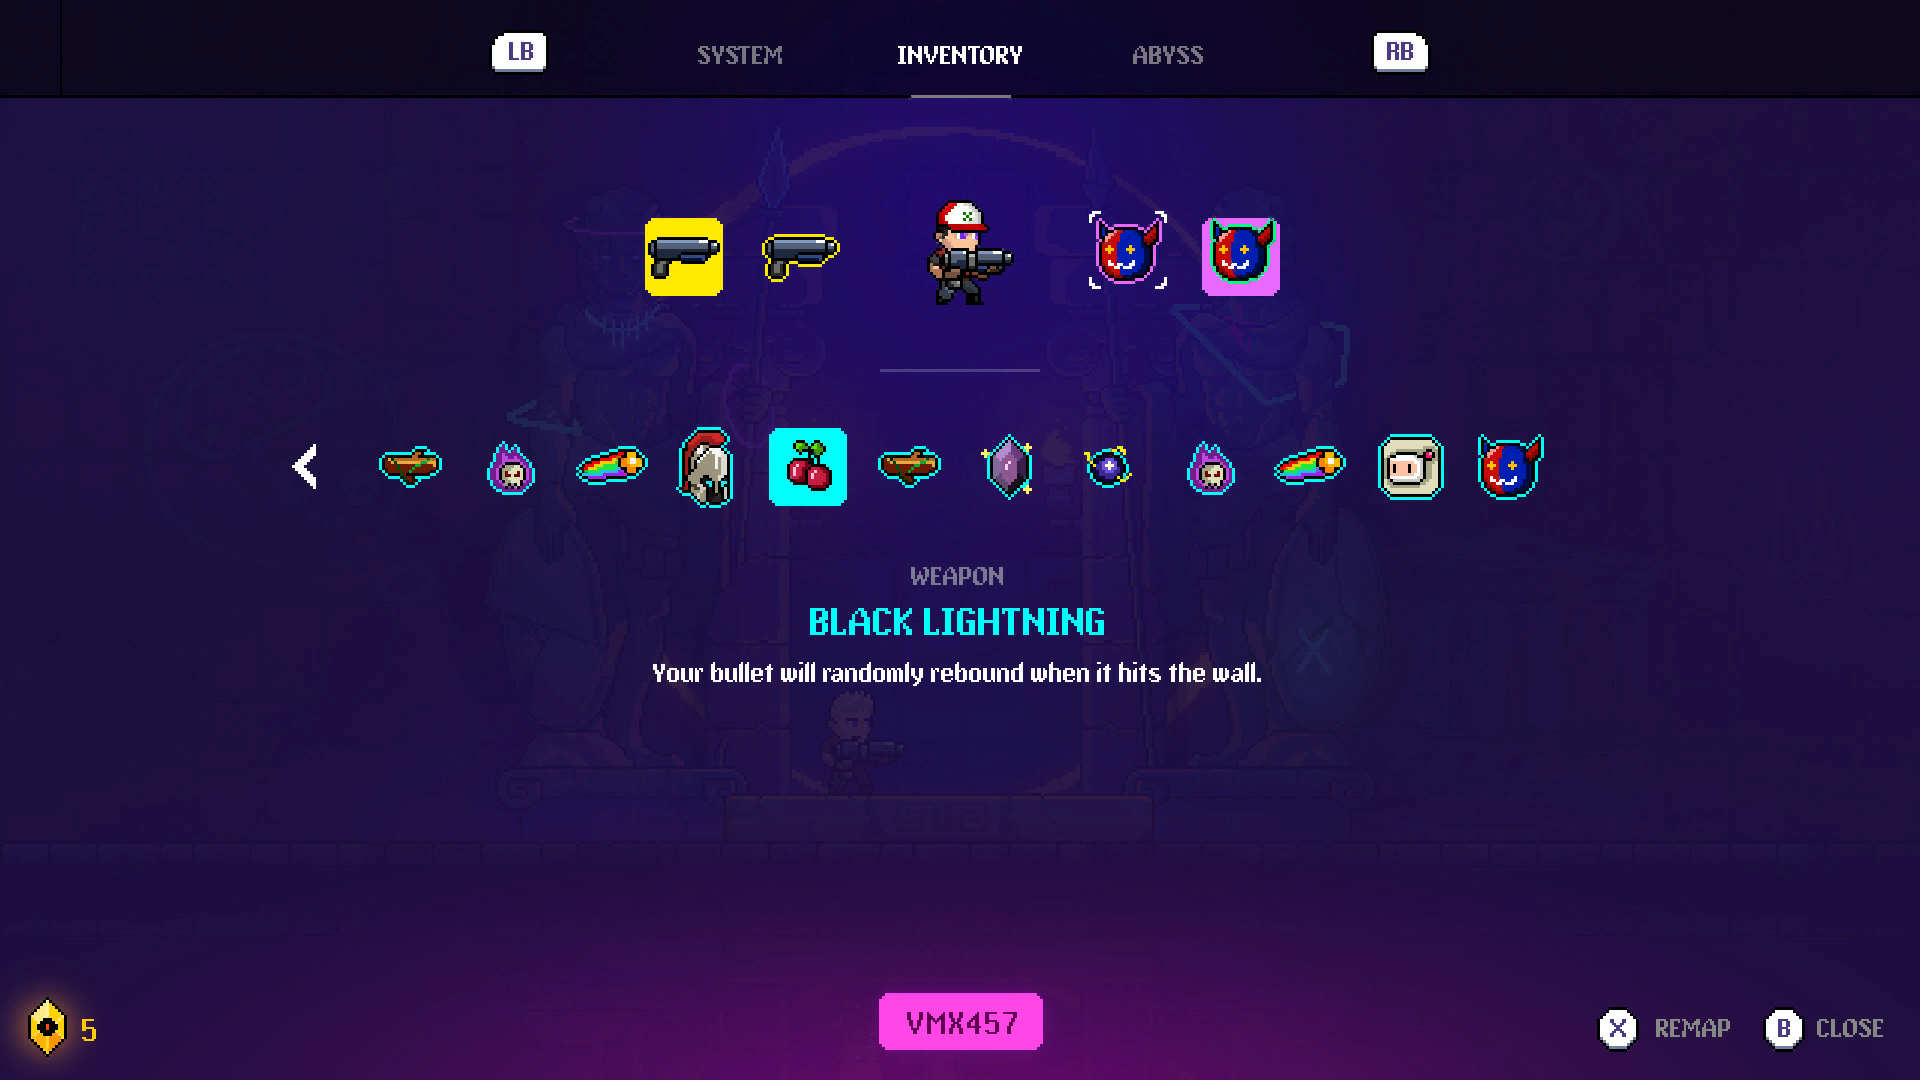 LB
SYSTEM
INVENTORY
ABYSS
RB
WEAPON
BLACK LIGHTNING
Your bullet will randomly rebound when it hits the wall.
5
VMX457
X REMAP
B CLOSE